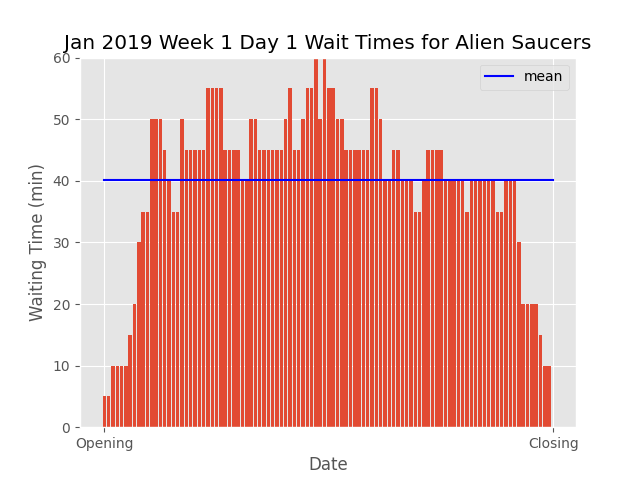 Jan 2019 Week 1 Day 1 Wait Times for Alien Saucers
mean
60
50
40
30
20
10
0
Waiting Time (min)
Opening
Closing
Date